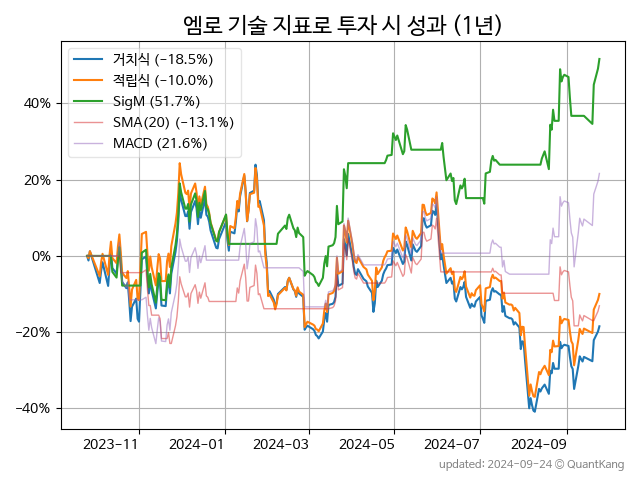 엠로 기술 지표로 투자 시 성과 (1년)
거치식 (−18.5%)
적립식 (−10.0%)
SigM (51.7%)
SMA(20) (−13.1%)
MACD (21.6%)
40%
20%
0%
−20%
−40%
2023-11 2024-01 2024-03 2024-05 2024-07 2024-09
updated: 2024-09-24 © QuantKang